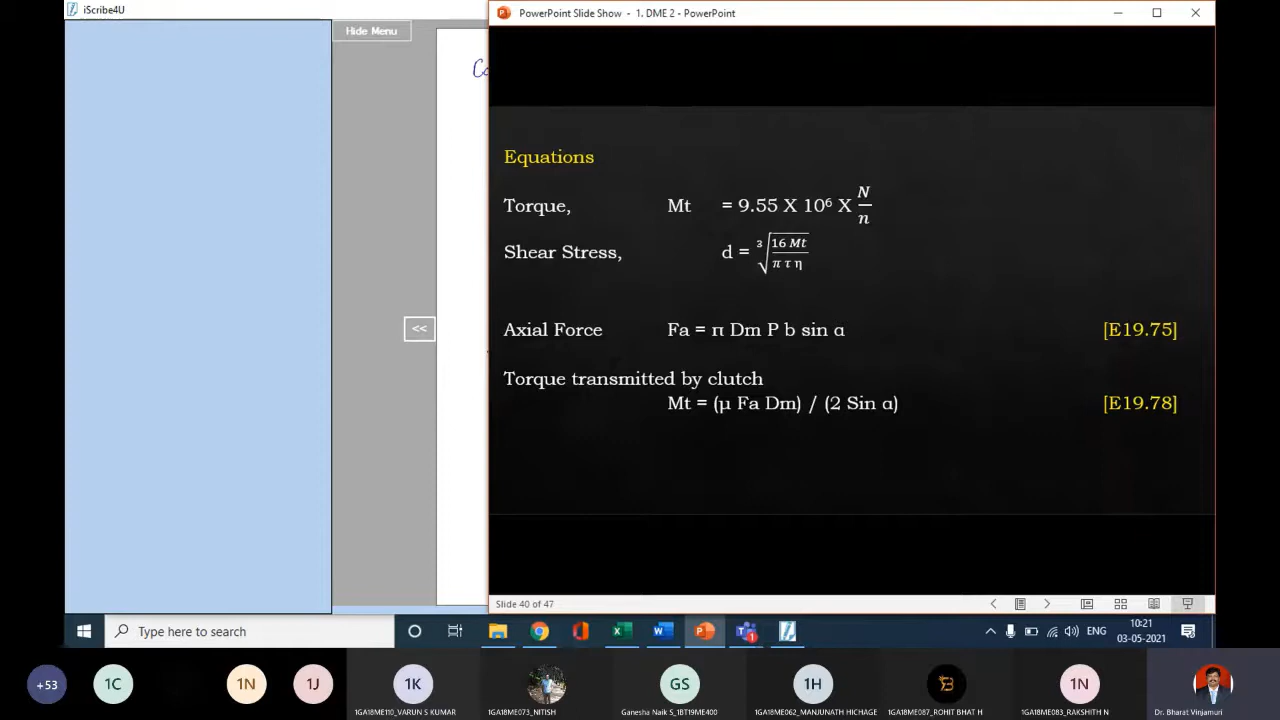 iScribe4U
Hide Menu
<<
PowerPoint Slide Show - 1. DME 2 - PowerPoint
Equations
Torque, Mt = 9.55 X 10⁶ X N/n
Shear Stress, d = ∛(16 Mt / π τ η)
Axial Force Fa = π Dm P b sin α [E19.75]
Torque transmitted by clutch
Mt = (μ Fa Dm) / (2 Sin α) [E19.78]
Slide 40 of 47
Type here to search
ENG
10:21
03-05-2021
+53
1C
1N
1J
1K
GS
1H
1N
1GA18ME110_VARUN S KUMAR
1GA18ME073_NITISH
Ganesha Naik S_1BT19ME400
1GA18ME062_MANJUNATH HICHAGE
1GA18ME087_ROHIT BHAT H
1GA18ME083_RAKSHITH N
Dr. Bharat Vinjamuri